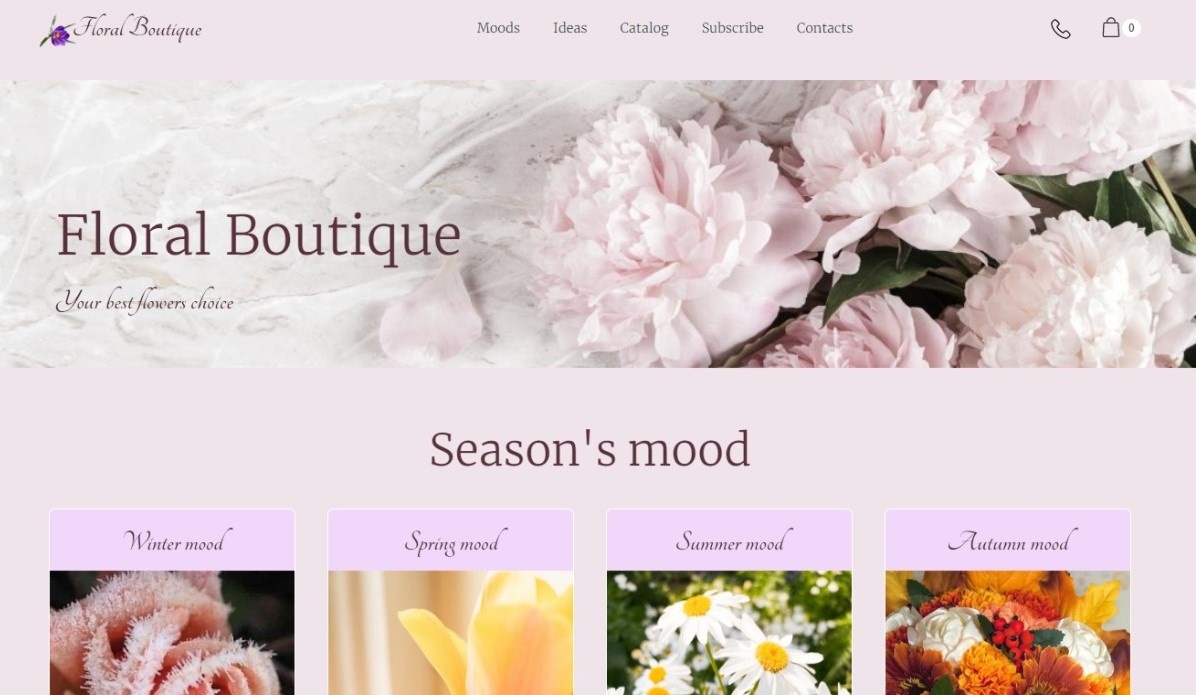 Floral Boutique
Moods Ideas Catalog Subscribe Contacts
0
Floral Boutique
Your best flowers choice
Season's mood
Winter mood
Spring mood
Summer mood
Autumn mood